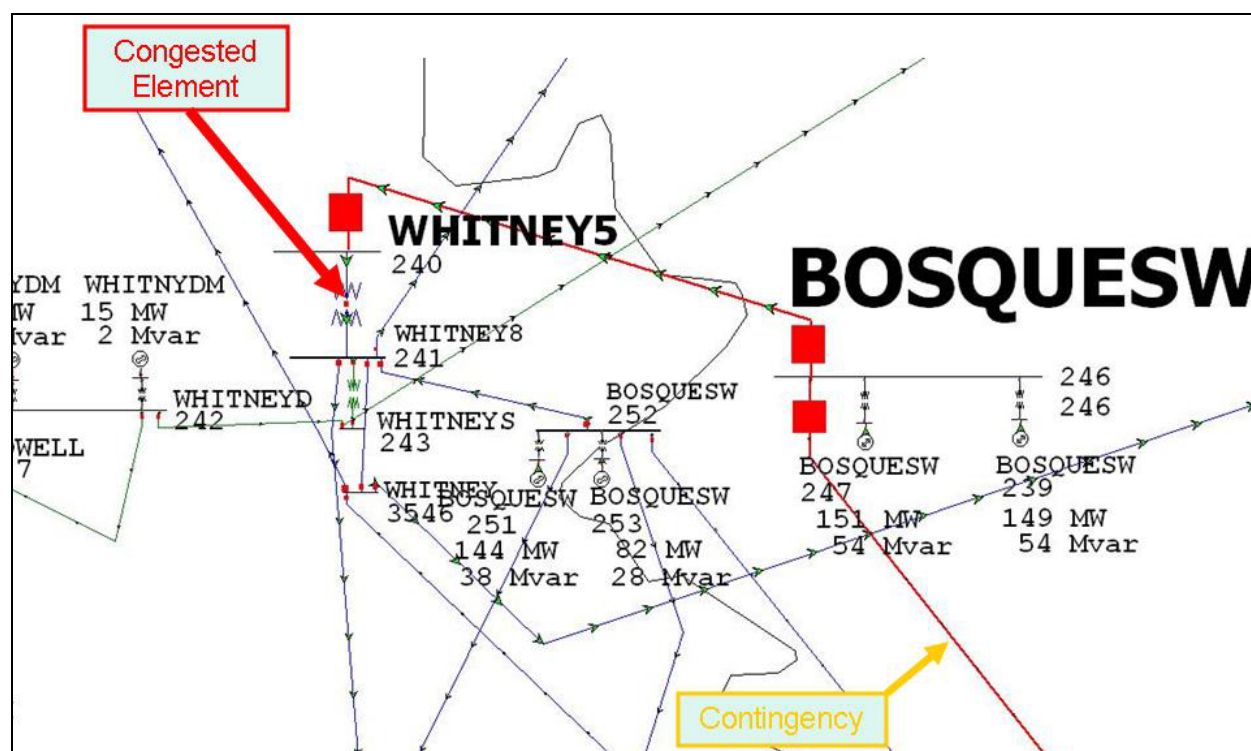 Congested
Element
WHITNEY5
240
BOSQUESW
YDM
WHITNYDM
W
15 MW
Mvar
2 Mvar
WHITNEY8
241
246
246
WHITNEYD
242
BOSQUESW
252
WHITNEYS
243
OWELL
7
WHITNEY
3546
BOSQUESW
251
144 MW
38 Mvar
BOSQUESW
253
82 MW
28 Mvar
BOSQUESW
247
151 MW
54 Mvar
BOSQUESW
239
149 MW
54 Mvar
Contingency